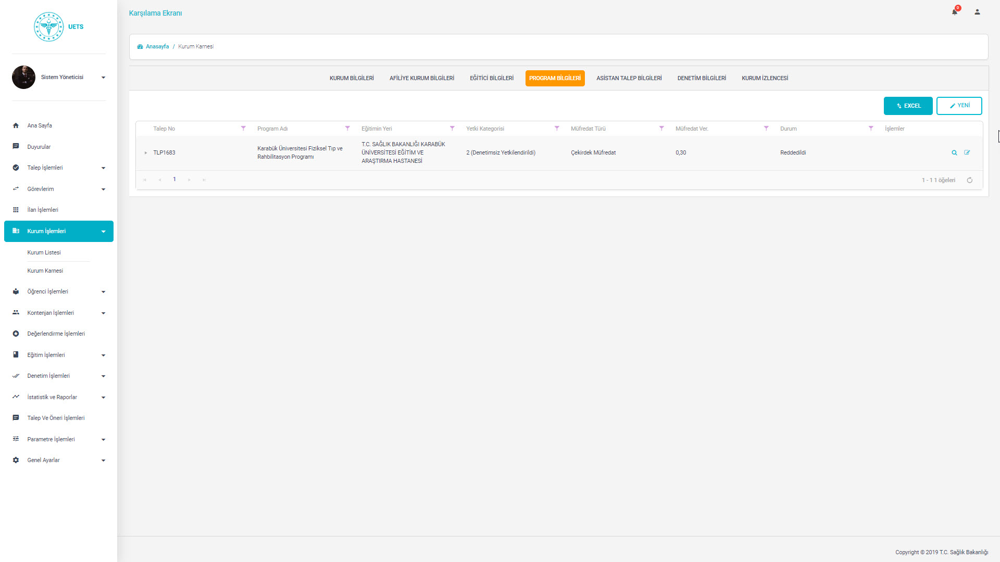 UETS
Karşılama Ekranı
0
Anasayfa / Kurum Karnesi
Sistem Yöneticisi
KURUM BİLGİLERİ AFİLİYE KURUM BİLGİLERİ EĞİTİCİ BİLGİLERİ PROGRAM BİLGİLERİ ASİSTAN TALEP BİLGİLERİ DENETİM BİLGİLERİ KURUM İZLENCESİ
EXCEL YENİ
Talep No Program Adı Eğitimin Yeri Yetki Kategorisi Müfredat Türü Müfredat Ver. Durum İşlemler
TLP1683
Karabük Üniversitesi Fiziksel Tıp ve
Rahbilitasyon Programı
T.C. SAĞLIK BAKANLIĞI KARABÜK
ÜNİVERSİTESİ EĞİTİM VE
ARAŞTIRMA HASTANESİ
2 (Denetimsiz Yetkilendirildi)
Çekirdek Müfredat
0,30
Reddedildi
1
1 - 1 1 öğeleri
Ana Sayfa
Duyurular
Talep İşlemleri
Görevlerim
İlan İşlemleri
Kurum İşlemleri
Kurum Listesi
Kurum Karnesi
Öğrenci İşlemleri
Kontenjan İşlemleri
Değerlendirme İşlemleri
Eğitim İşlemleri
Denetim İşlemleri
İstatistik ve Raporlar
Talep Ve Öneri İşlemleri
Parametre İşlemleri
Genel Ayarlar
Copyright © 2019 T.C. Sağlık Bakanlığı